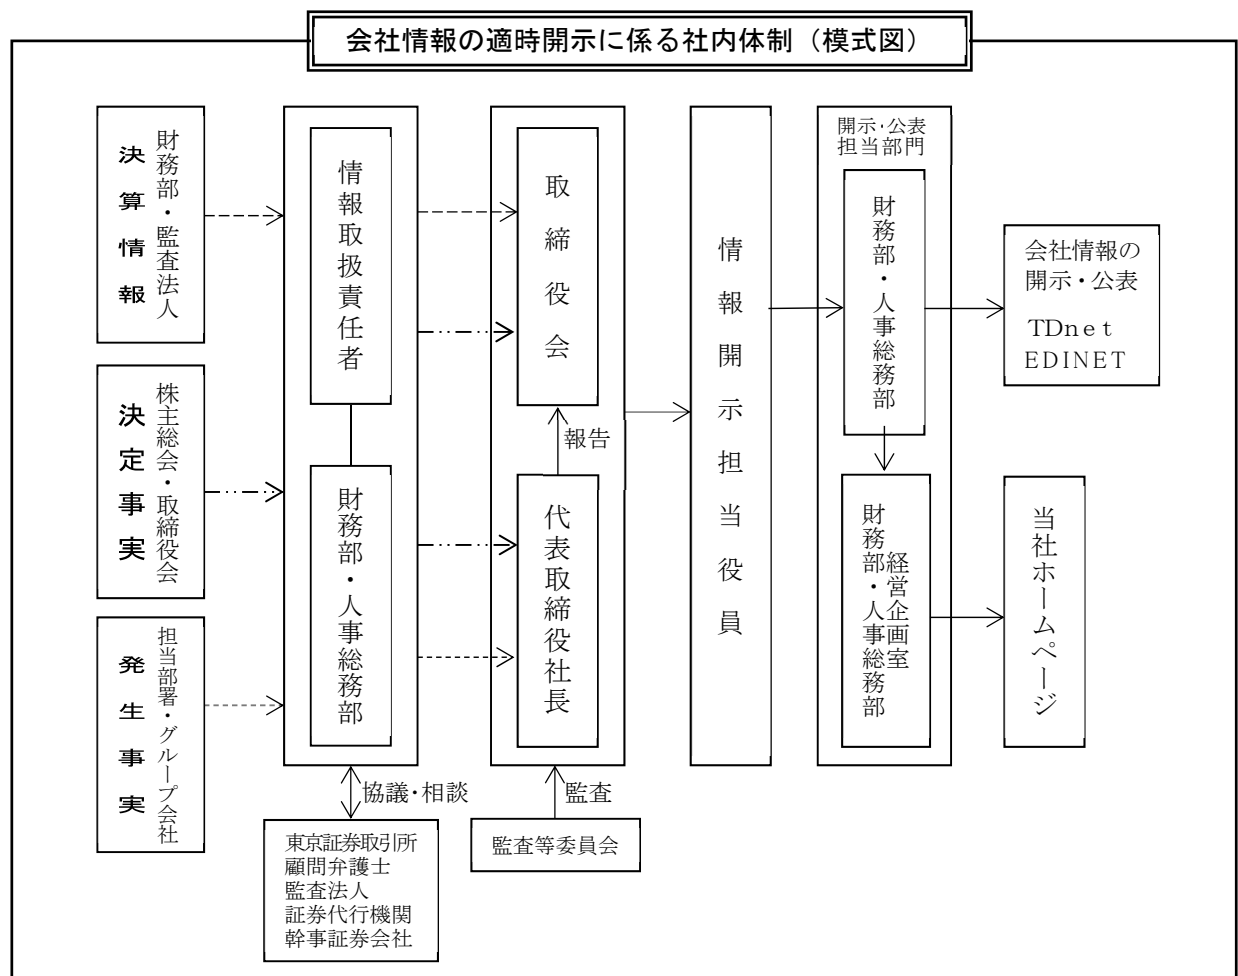 会社情報の適時開示に係る社内体制（模式図）
決算情報
財務部・監査法人
決定事実
株主総会・取締役会
発生事実
担当部署・グループ会社
情報取扱責任者
財務部・人事総務部
協議・相談
東京証券取引所
顧問弁護士
監査法人
証券代行機関
幹事証券会社
取締役会
報告
代表取締役社長
監査
監査等委員会
情報開示担当役員
開示・公表
担当部門
財務部・人事総務部
経営企画室
財務部・人事総務部
会社情報の
開示・公表
TDnet
EDINET
当社ホームページ